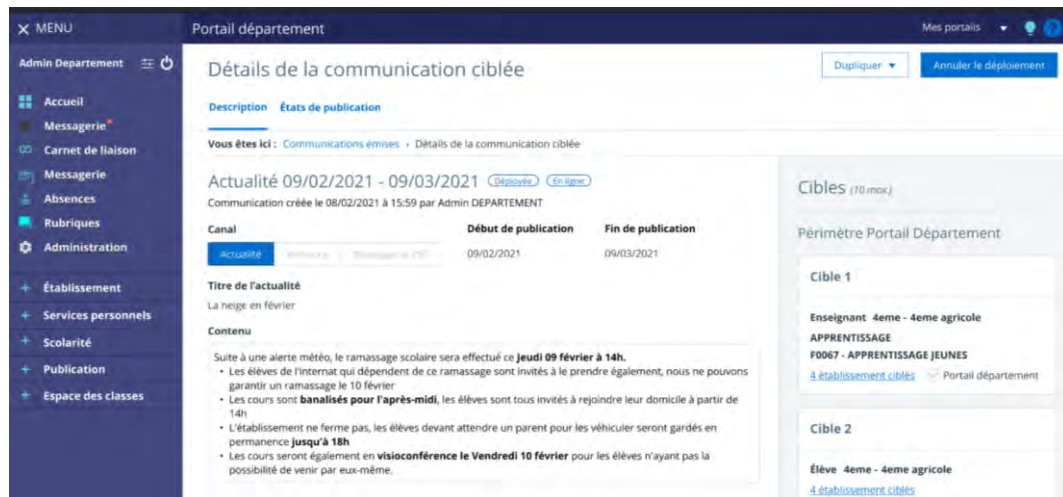 MENU
Portail département
Mes portails
Admin Departement
Accueil
Messagerie
Carnet de liaison
Messagerie
Absences
Rubriques
Administration
Établissement
Services personnels
Scolarité
Publication
Espace des classes
Détails de la communication ciblée
Dupliquer
Annuler le déploiement
Description États de publication
Vous êtes ici : Communications émises › Détails de la communication ciblée
Actualité 09/02/2021 - 09/03/2021 Déployée En ligne
Communication créée le 08/02/2021 à 15:59 par Admin DEPARTEMENT
Canal Début de publication Fin de publication
Actualité 09/02/2021 09/03/2021
Titre de l'actualité
La neige en février
Contenu
Suite à une alerte météo, le ramassage scolaire sera effectué ce jeudi 09 février à 14h.
• Les élèves de l'internat qui dépendent de ce ramassage sont invités à le prendre également, nous ne pouvons
garantir un ramassage le 10 février
• Les cours sont banalisés pour l'après-midi, les élèves sont tous invités à rejoindre leur domicile à partir de
14h
• L'établissement ne ferme pas, les élèves devant attendre un parent pour les véhiculer seront gardés en
permanence jusqu'à 18h
• Les cours seront également en visioconférence le Vendredi 10 février pour les élèves n'ayant pas la
possibilité de venir par eux-même.
Cibles (10 max.)
Périmètre Portail Département
Cible 1
Enseignant 4eme - 4eme agricole
APPRENTISSAGE
F0067 - APPRENTISSAGE JEUNES
4 établissement ciblés Portail département
Cible 2
Élève 4eme - 4eme agricole
4 établissement ciblés